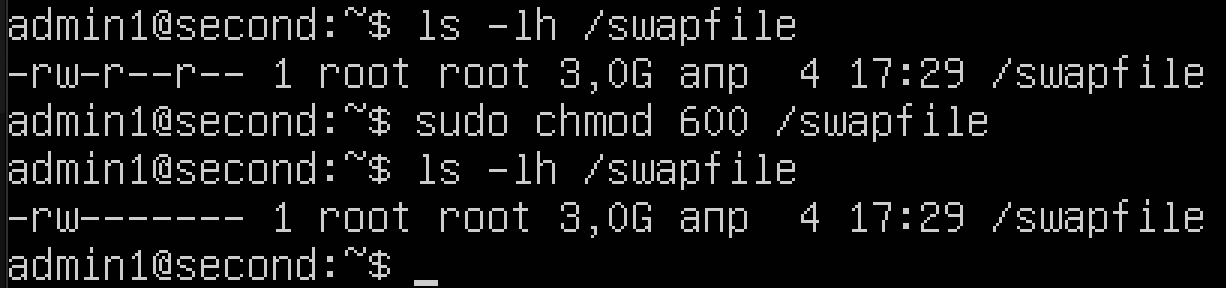 admin1@second:~$ ls -lh /swapfile
-rw-r--r-- 1 root root 3,0G апр  4 17:29 /swapfile
admin1@second:~$ sudo chmod 600 /swapfile
admin1@second:~$ ls -lh /swapfile
-rw------- 1 root root 3,0G апр  4 17:29 /swapfile
admin1@second:~$ _